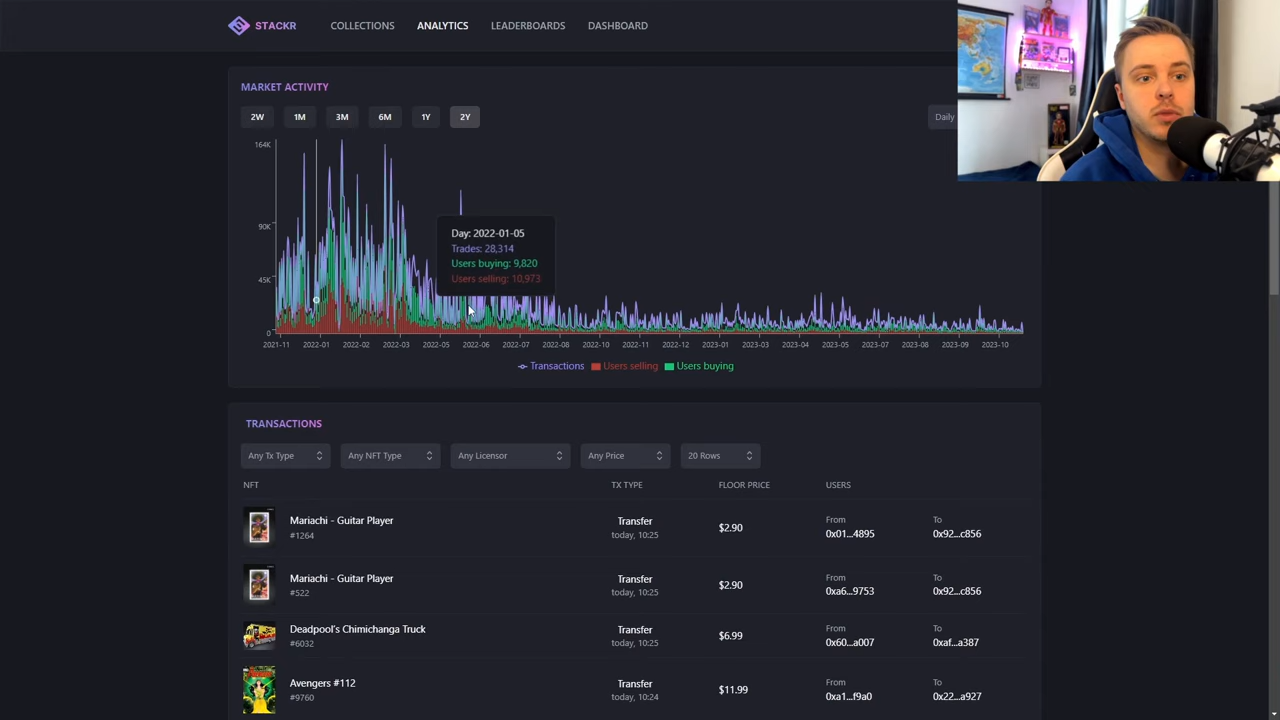 STACKR
COLLECTIONS
ANALYTICS
LEADERBOARDS
DASHBOARD
MARKET ACTIVITY
2W
1M
3M
6M
1Y
2Y
Daily
164K
90K
45K
0
Day: 2022-01-05
Trades: 28,314
Users buying: 9,820
Users selling: 10,973
2021-11
2022-01
2022-02
2022-03
2022-05
2022-06
2022-07
2022-08
2022-11
2022-12
2023-01
2023-03
2023-04
2023-05
2023-07
2023-08
2023-09
2023-10
Transactions
Users selling
Users buying
TRANSACTIONS
Any Tx Type
Any NFT Type
Any Licensor
Any Price
20 Rows
NFT
TX TYPE
FLOOR PRICE
USERS
Mariachi - Guitar Player
#1264
Transfer
today, 10:25
$2.90
From
0x01...4895
To
0x92...c856
Mariachi - Guitar Player
#522
Transfer
today, 10:25
$2.90
From
0xa6...9753
To
0x92...c856
Deadpool's Chimichanga Truck
#6032
Transfer
today, 10:25
$6.99
From
0x60...a007
To
0xaf...a387
Avengers #112
#9760
Transfer
today, 10:24
$11.99
From
0xa1...f9a0
To
0x22...a927